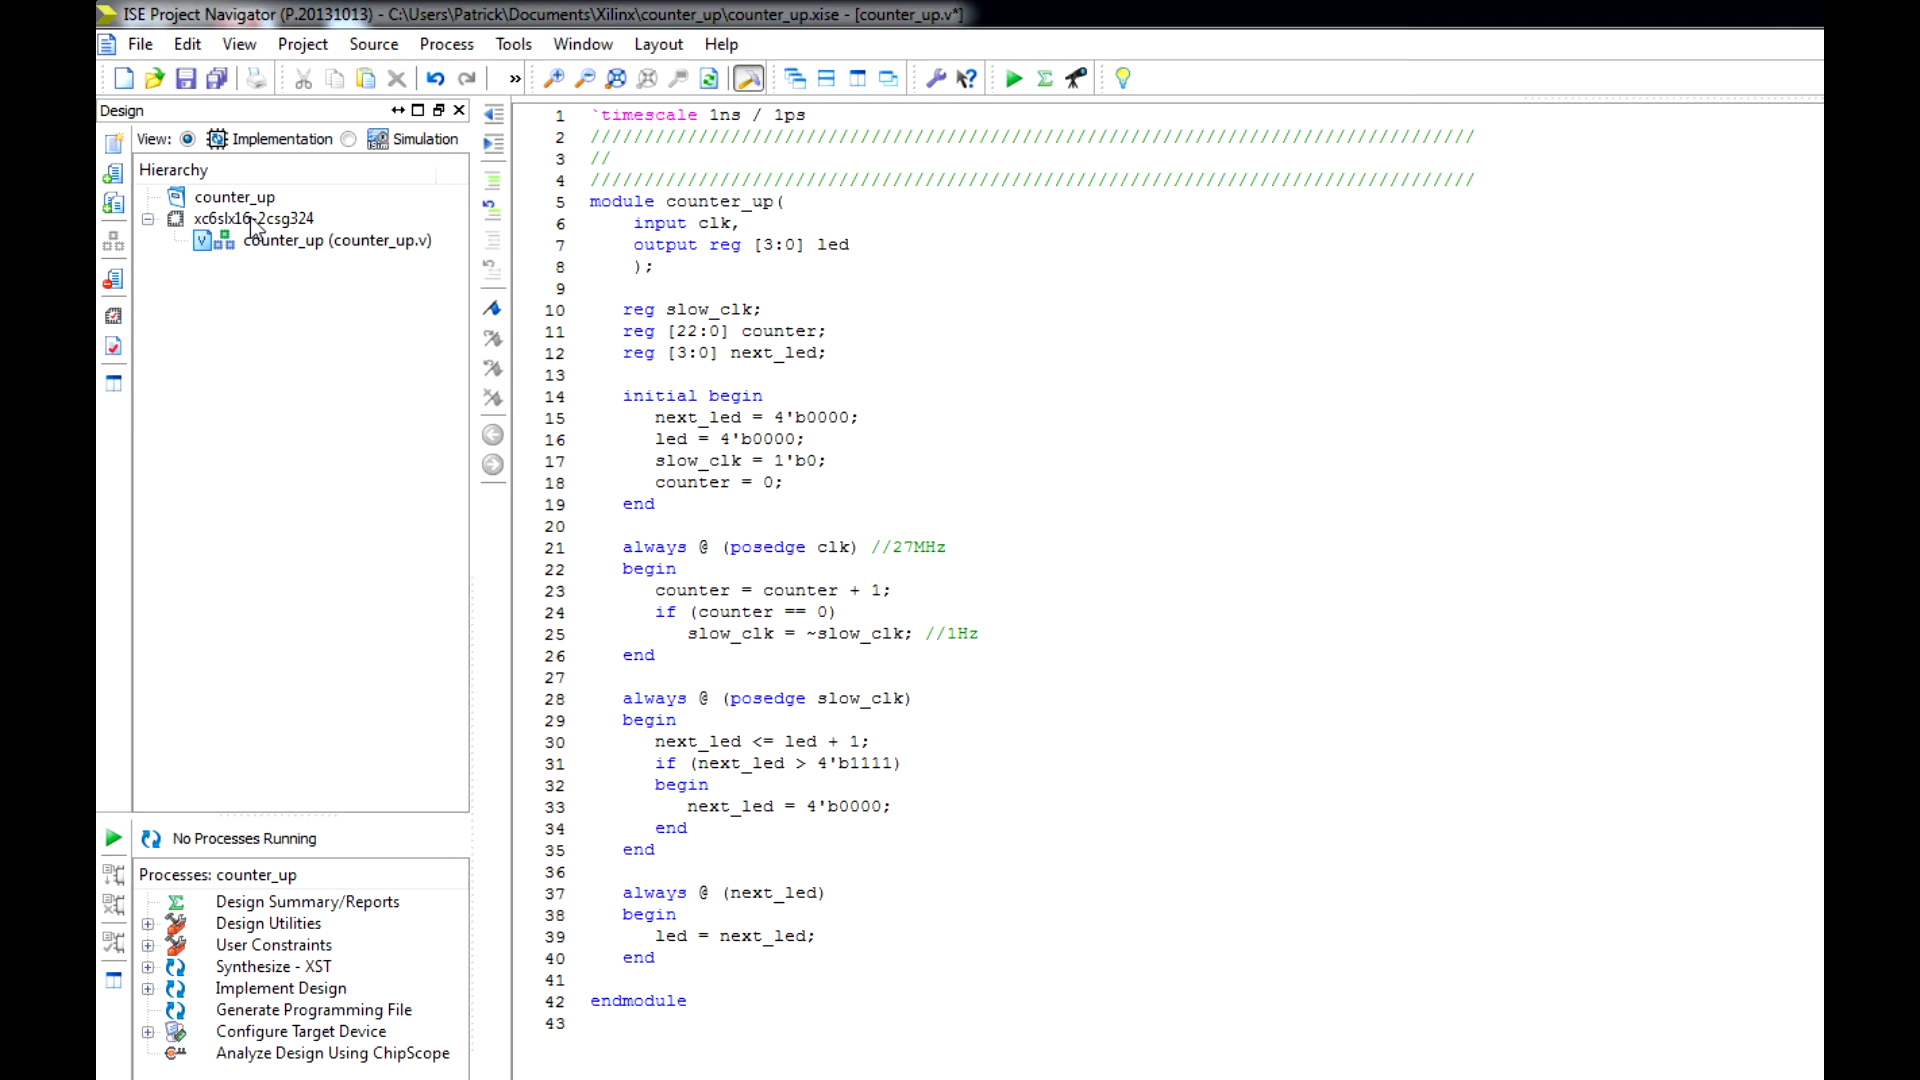 ISE Project Navigator (P.20131013) - C:\Users\Patrick\Documents\Xilinx\counter_up\counter_up.xise - [counter_up.v*]
File Edit View Project Source Process Tools Window Layout Help
»
Design
View: Implementation Simulation
Hierarchy
counter_up
xc6slx16-2csg324
counter_up (counter_up.v)
No Processes Running
Processes: counter_up
Design Summary/Reports
Design Utilities
User Constraints
Synthesize - XST
Implement Design
Generate Programming File
Configure Target Device
Analyze Design Using ChipScope
1 `timescale 1ns / 1ps
2 //////////////////////////////////////////////////////////////////////////////////
3 //
4 //////////////////////////////////////////////////////////////////////////////////
5 module counter_up(
6     input clk,
7     output reg [3:0] led
8     );
9
10    reg slow_clk;
11    reg [22:0] counter;
12    reg [3:0] next_led;
13
14    initial begin
15       next_led = 4'b0000;
16       led = 4'b0000;
17       slow_clk = 1'b0;
18       counter = 0;
19    end
20
21    always @ (posedge clk) //27MHz
22    begin
23       counter = counter + 1;
24       if (counter == 0)
25          slow_clk = ~slow_clk; //1Hz
26    end
27
28    always @ (posedge slow_clk)
29    begin
30       next_led <= led + 1;
31       if (next_led > 4'b1111)
32       begin
33          next_led = 4'b0000;
34       end
35    end
36
37    always @ (next_led)
38    begin
39       led = next_led;
40    end
41
42 endmodule
43